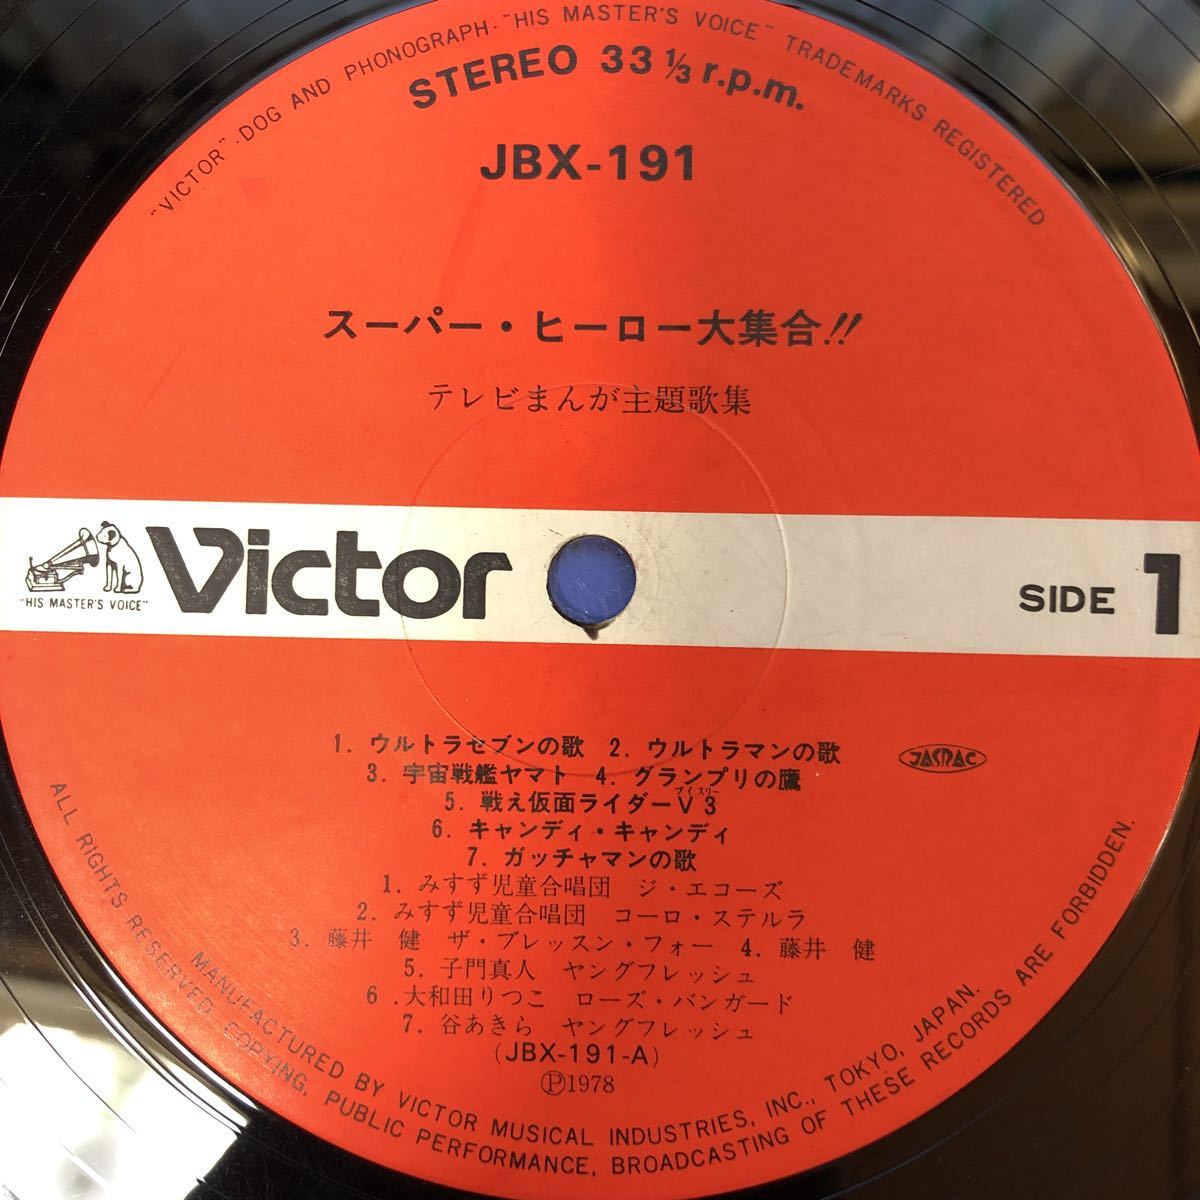 "VICTOR"-DOG AND PHONOGRAPH-"HIS MASTER'S VOICE" TRADEMARKS REGISTERED
STEREO 33 1/3 r.p.m.
JBX-191
スーパー・ヒーロー大集合!!
テレビまんが主題歌集
"HIS MASTER'S VOICE"
Victor
SIDE 1
1. ウルトラセブンの歌 2. ウルトラマンの歌
JASRAC
3. 宇宙戦艦ヤマト 4. グランプリの鷹
ブイスリー
5. 戦え仮面ライダーV3
6. キャンディ・キャンディ
7. ガッチャマンの歌
1. みすず児童合唱団 ジ・エコーズ
2. みすず児童合唱団 コーロ・ステルラ
3. 藤井 健 ザ・ブレッスン・フォー 4. 藤井 健
5. 子門真人 ヤングフレッシュ
6. 大和田りつこ ローズ・バンガード
7. 谷あきら ヤングフレッシュ
(JBX-191-A)
Ⓟ1978
MANUFACTURED BY VICTOR MUSICAL INDUSTRIES, INC., TOKYO, JAPAN.
ALL RIGHTS RESERVED. COPYING, PUBLIC PERFORMANCE, BROADCASTING OF THESE RECORDS ARE FORBIDDEN.